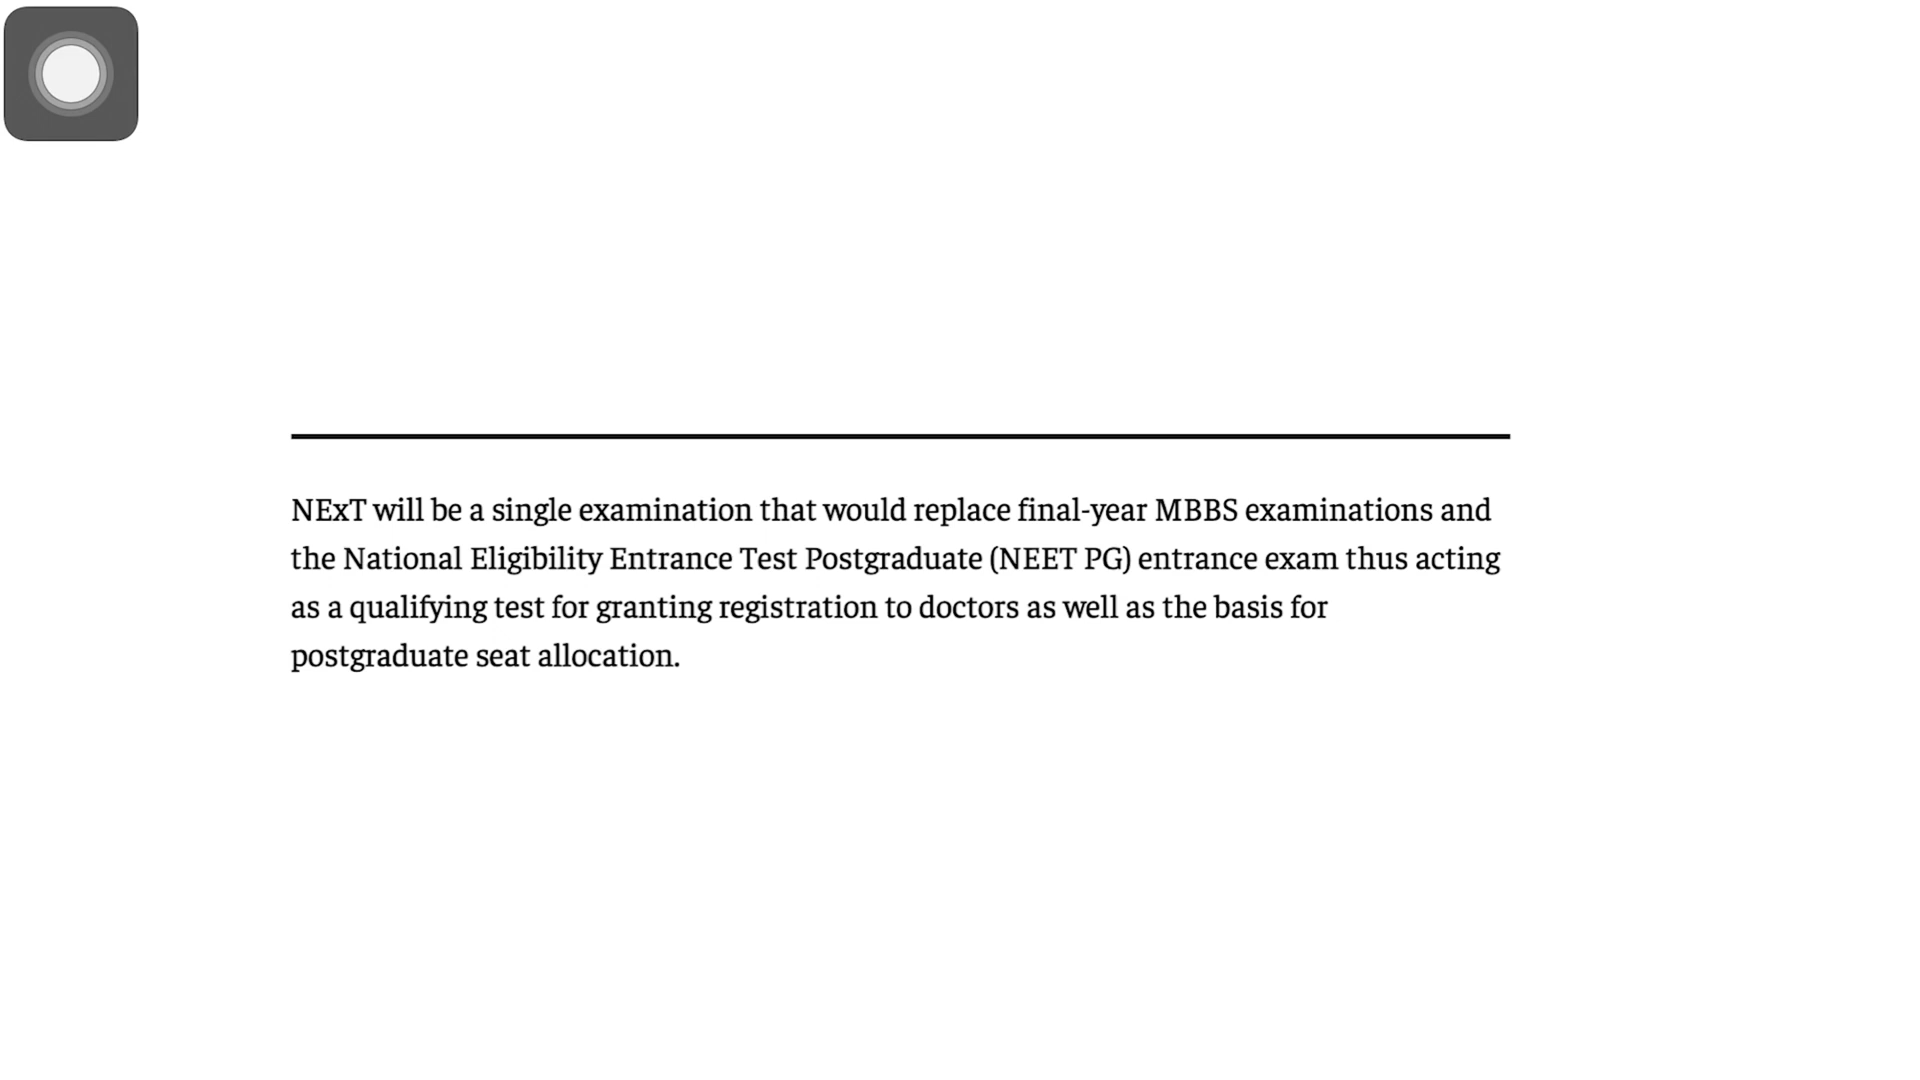 NExT will be a single examination that would replace final-year MBBS examinations and
the National Eligibility Entrance Test Postgraduate (NEET PG) entrance exam thus acting
as a qualifying test for granting registration to doctors as well as the basis for
postgraduate seat allocation.